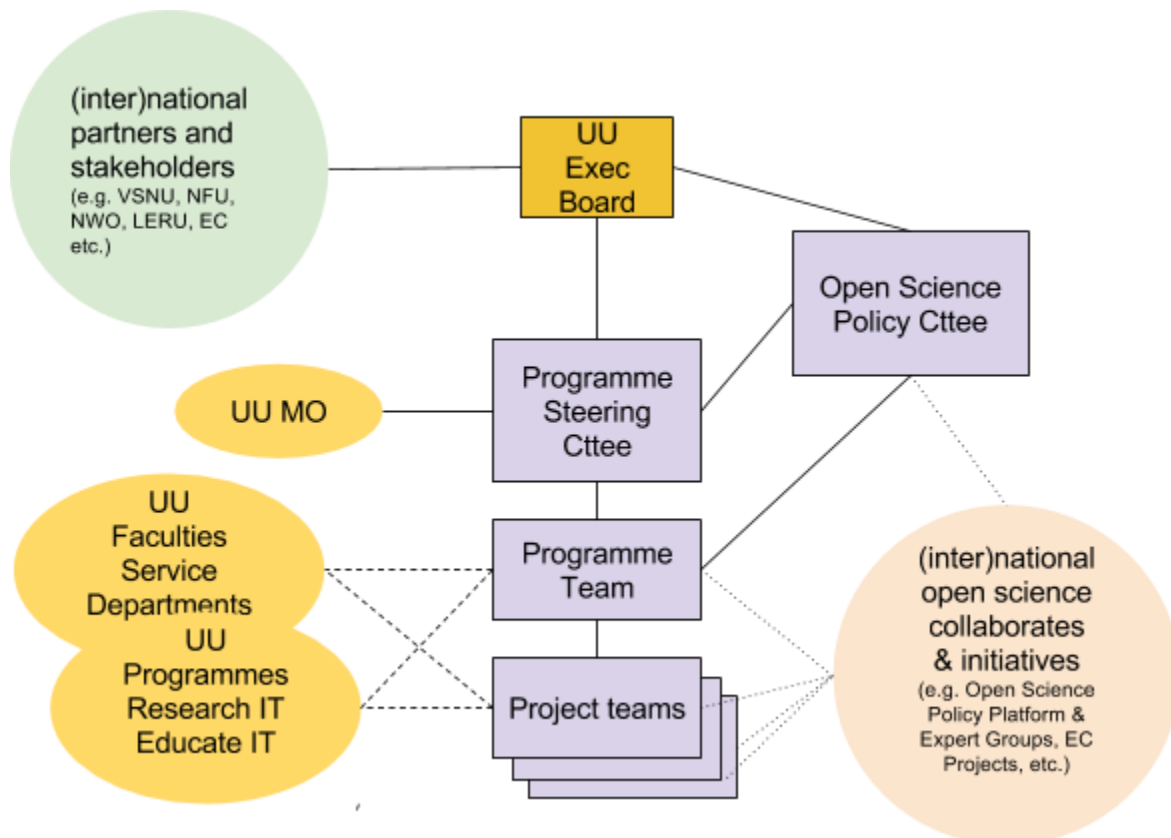 (inter)national
partners and
stakeholders
(e.g. VSNU, NFU,
NWO, LERU, EC
etc.)
UU
Exec
Board
Open Science
Policy Cttee
Programme
Steering
Cttee
UU MO
UU
Faculties
Service
Departments
UU
Programmes
Research IT
Educate IT
Programme
Team
Project teams
(inter)national
open science
collaborates
& initiatives
(e.g. Open Science
Policy Platform &
Expert Groups, EC
Projects, etc.)